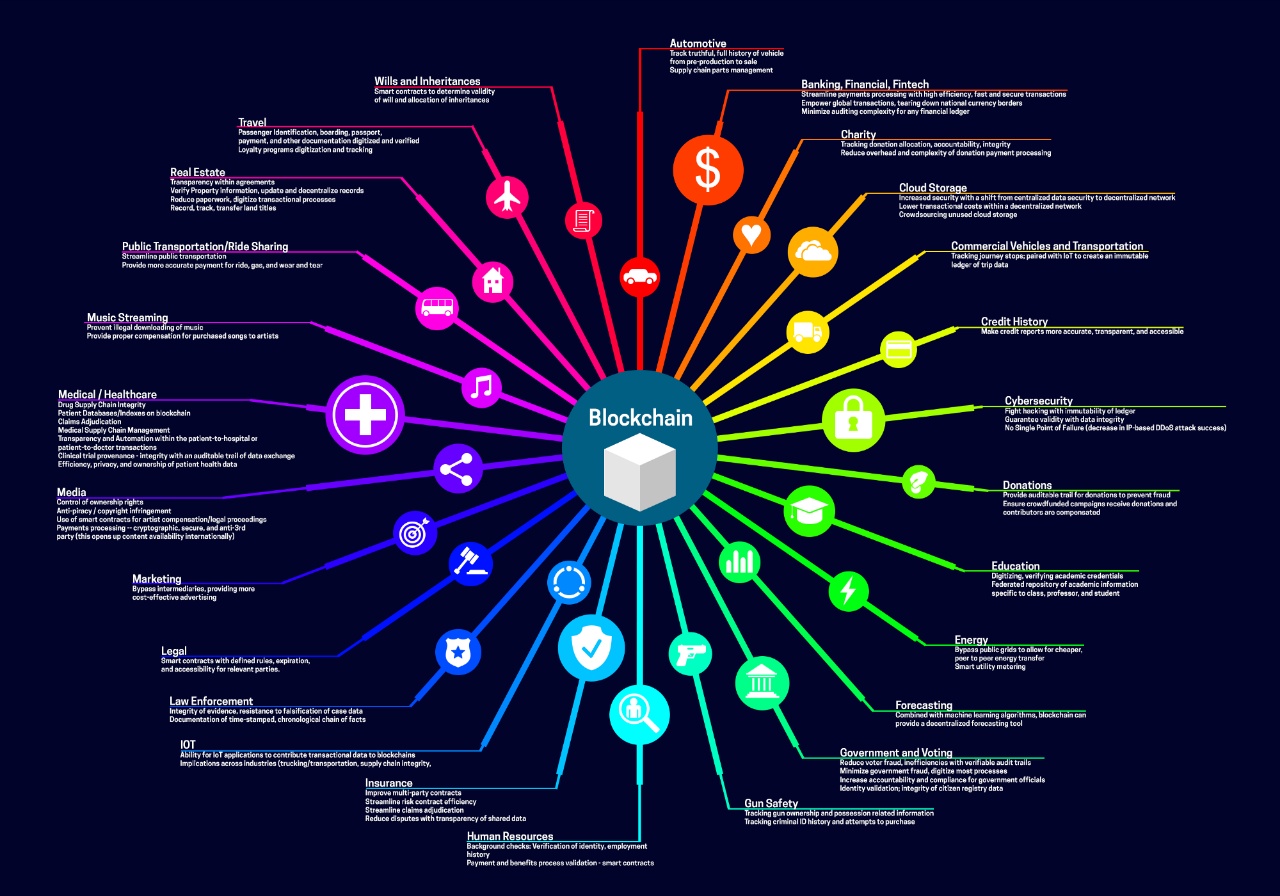 Blockchain
Automotive
Track truthful, full history of vehicle
from pre-production to sale
Supply chain parts management
Banking, Financial, Fintech
Streamline payments processing with high efficiency, fast and secure transactions
Empower global transactions, tearing down national currency borders
Minimize auditing complexity for any financial ledger
Charity
Tracking donation allocation, accountability, integrity
Reduce overhead and complexity of donation payment processing
Cloud Storage
Increased security with a shift from centralized data security to decentralized network
Lower transactional costs within a decentralized network
Crowdsourcing unused cloud storage
Commercial Vehicles and Transportation
Tracking journey stops; paired with IoT to create an immutable
ledger of trip data
Credit History
Make credit reports more accurate, transparent, and accessible
Cybersecurity
Fight hacking with immutability of ledger
Guarantee validity with data integrity
No Single Point of Failure (decrease in IP-based DDoS attack success)
Donations
Provide auditable trail for donations to prevent fraud
Ensure crowdfunded campaigns receive donations and
contributors are compensated
Education
Digitizing, verifying academic credentials
Federated repository of academic information
specific to class, professor, and student
Energy
Bypass public grids to allow for cheaper,
peer to peer energy transfer
Smart utility metering
Forecasting
Combined with machine learning algorithms, blockchain can
provide a decentralized forecasting tool
Government and Voting
Reduce voter fraud, inefficiencies with verifiable audit trails
Minimize government fraud, digitize most processes
Increase accountability and compliance for government officials
Identity validation; integrity of citizen registry data
Gun Safety
Tracking gun ownership and possession related information
Tracking criminal ID history and attempts to purchase
Human Resources
Background checks: Verification of identity, employment
history
Payment and benefits process validation - smart contracts
Insurance
Improve multi-party contracts
Streamline risk contract efficiency
Streamline claims adjudication
Reduce disputes with transparency of shared data
IOT
Ability for IoT applications to contribute transactional data to blockchains
Implications across industries (trucking/transportation, supply chain integrity,
Law Enforcement
Integrity of evidence, resistance to falsification of case data
Documentation of time-stamped, chronological chain of facts
Legal
Smart contracts with defined rules, expiration,
and accessibility for relevant parties.
Marketing
Bypass intermediaries, providing more
cost-effective advertising
Media
Control of ownership rights
Anti-piracy / copyright infringement
Use of smart contracts for artist compensation/legal proceedings
Payments processing – cryptographic, secure, and anti-3rd
party (this opens up content availability internationally)
Medical / Healthcare
Drug Supply Chain Integrity
Patient Databases/Indexes on blockchain
Claims Adjudication
Medical Supply Chain Management
Transparency and Automation within the patient-to-hospital or
patient-to-doctor transactions
Clinical trial provenance - integrity with an auditable trail of data exchange
Efficiency, privacy, and ownership of patient health data
Music Streaming
Prevent illegal downloading of music
Provide proper compensation for purchased songs to artists
Public Transportation/Ride Sharing
Streamline public transportation
Provide more accurate payment for ride, gas, and wear and tear
Real Estate
Transparency within agreements
Verify Property information, update and decentralize records
Reduce paperwork, digitize transactional processes
Record, track, transfer land titles
Travel
Passenger Identification, boarding, passport,
payment, and other documentation digitized and verified
Loyalty programs digitization and tracking
Wills and Inheritances
Smart contracts to determine validity
of will and allocation of inheritances
$